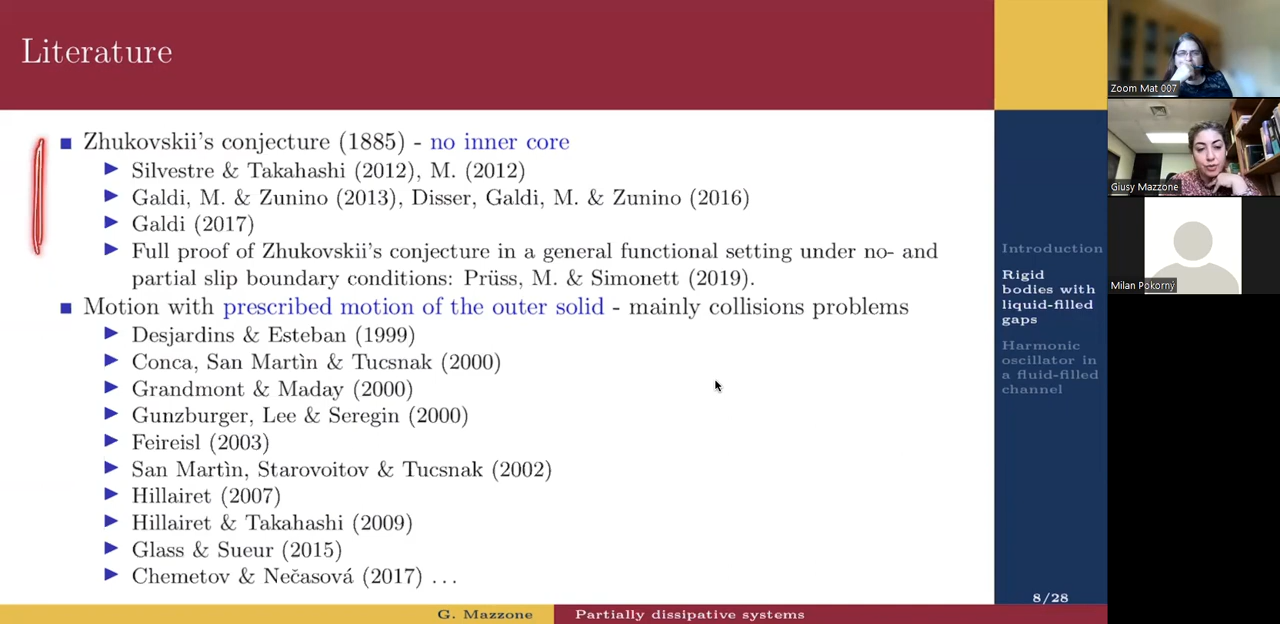 Literature
Zhukovskii's conjecture (1885) - no inner core
Silvestre & Takahashi (2012), M. (2012)
Galdi, M. & Zunino (2013), Disser, Galdi, M. & Zunino (2016)
Galdi (2017)
Full proof of Zhukovskii's conjecture in a general functional setting under no- and
partial slip boundary conditions: Prüss, M. & Simonett (2019).
Motion with prescribed motion of the outer solid - mainly collisions problems
Desjardins & Esteban (1999)
Conca, San Martìn & Tucsnak (2000)
Grandmont & Maday (2000)
Gunzburger, Lee & Seregin (2000)
Feireisl (2003)
San Martìn, Starovoitov & Tucsnak (2002)
Hillairet (2007)
Hillairet & Takahashi (2009)
Glass & Sueur (2015)
Chemetov & Nečasová (2017) ...
Introduction
Rigid
bodies with
liquid-filled
gaps
Harmonic
oscillator in
a fluid-filled
channel
8/28
G. Mazzone
Partially dissipative systems
Zoom Mat 007
Giusy Mazzone
Milan Pokorný